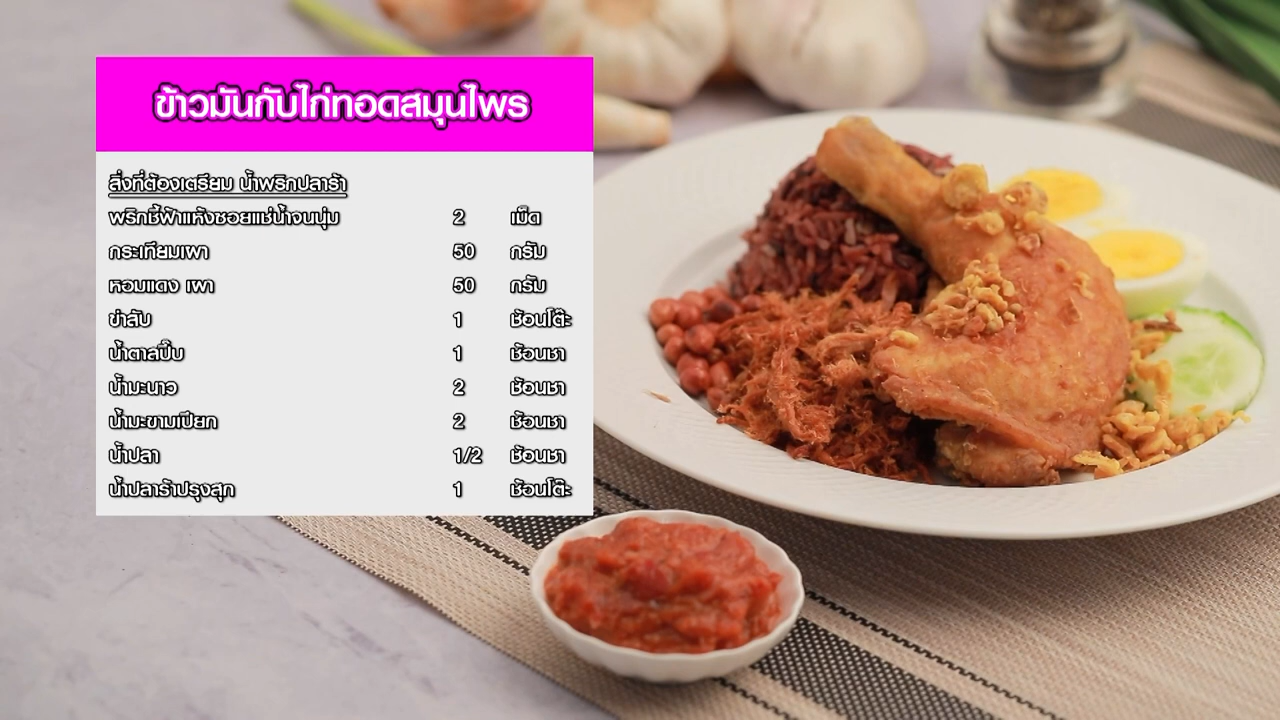 ข้าวมันกับไก่ทอดสมุนไพร
สิ่งที่ต้องเตรียม น้ำพริกปลาร้า
พริกชี้ฟ้าแห้งซอยแช่น้ำจนนุ่ม 2 เม็ด
กระเทียมเผา 50 กรัม
หอมแดง เผา 50 กรัม
ข่าสับ 1 ช้อนโต๊ะ
น้ำตาลปี๊บ 1 ช้อนชา
น้ำมะนาว 2 ช้อนชา
น้ำมะขามเปียก 2 ช้อนชา
น้ำปลา 1/2 ช้อนชา
น้ำปลาร้าปรุงสุก 1 ช้อนโต๊ะ